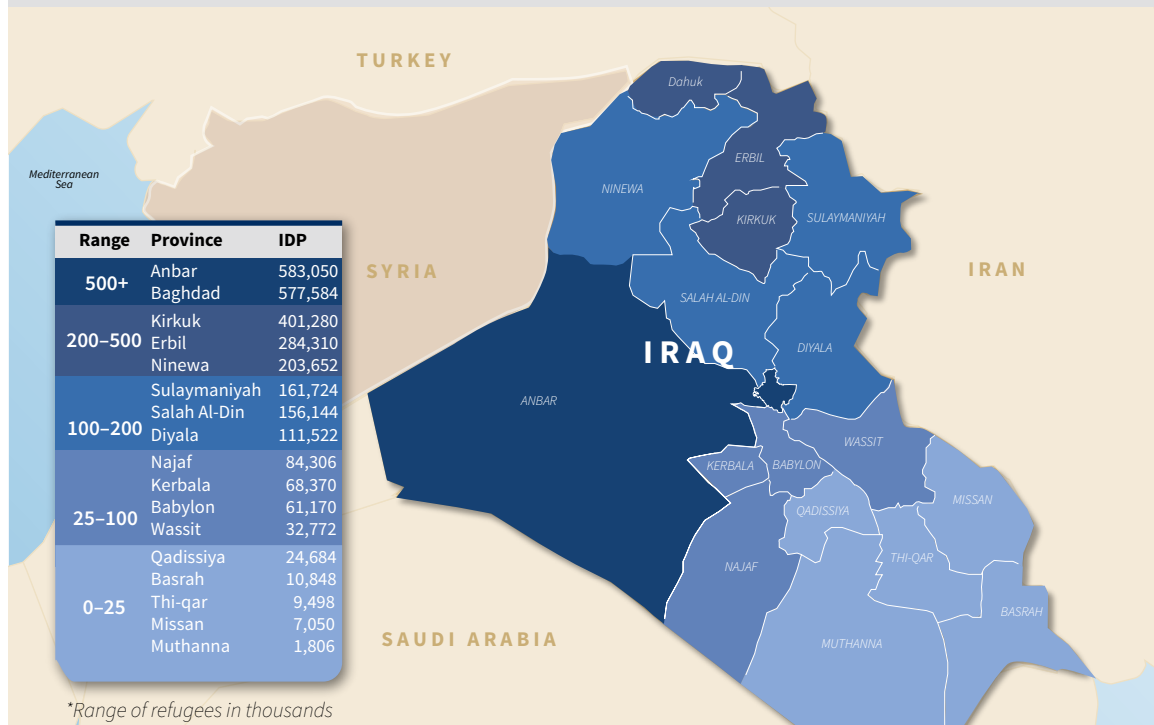 TURKEY
Dahuk
Mediterranean
Sea
ERBIL
NINEWA
KIRKUK
SULAYMANIYAH
Range Province IDP
500+
Anbar 583,050
Baghdad 577,584
200–500
Kirkuk 401,280
Erbil 284,310
Ninewa 203,652
100–200
Sulaymaniyah 161,724
Salah Al-Din 156,144
Diyala 111,522
25–100
Najaf 84,306
Kerbala 68,370
Babylon 61,170
Wassit 32,772
0–25
Qadissiya 24,684
Basrah 10,848
Thi-qar 9,498
Missan 7,050
Muthanna 1,806
*Range of refugees in thousands
SYRIA
IRAN
SALAH AL-DIN
IRAQ
DIYALA
ANBAR
WASSIT
KERBALA
BABYLON
MISSAN
QADISSIYA
THI-QAR
NAJAF
BASRAH
SAUDI ARABIA
MUTHANNA